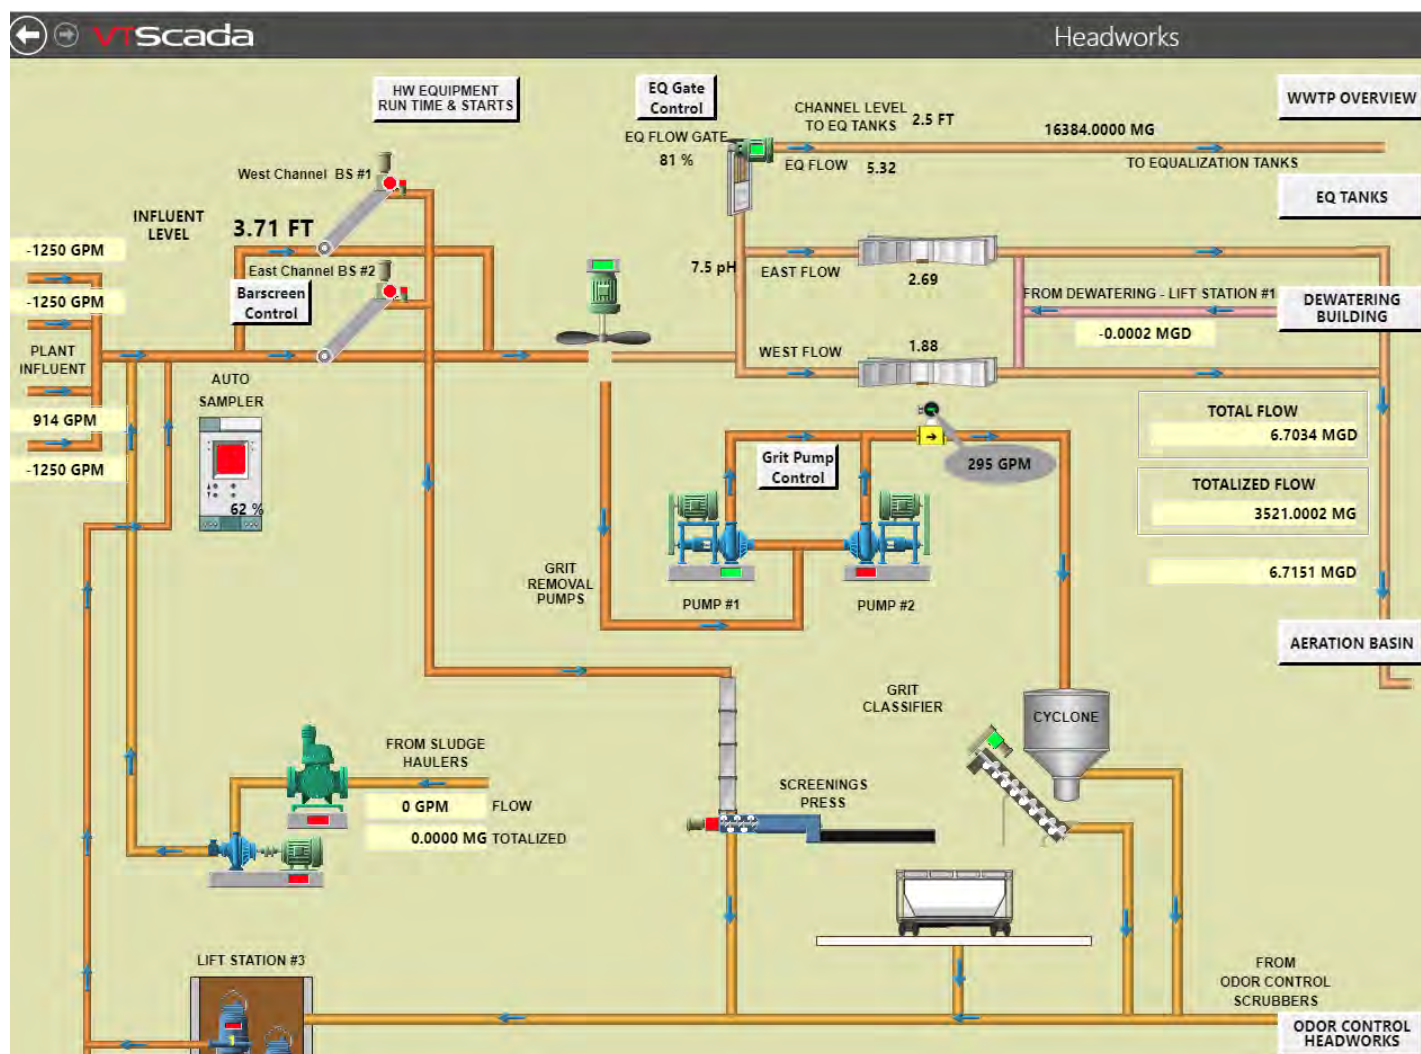 VTScada
Headworks
HW EQUIPMENT
RUN TIME & STARTS
EQ Gate
Control
WWTP OVERVIEW
CHANNEL LEVEL
TO EQ TANKS
2.5 FT
16384.0000 MG
EQ FLOW GATE
81 %
EQ FLOW
5.32
TO EQUALIZATION TANKS
West Channel BS #1
EQ TANKS
INFLUENT
LEVEL
3.71 FT
-1250 GPM
East Channel BS #2
7.5 pH
EAST FLOW
2.69
Barscreen
Control
FROM DEWATERING - LIFT STATION #1
DEWATERING
BUILDING
-1250 GPM
-0.0002 MGD
PLANT
INFLUENT
WEST FLOW
1.88
AUTO
SAMPLER
914 GPM
-1250 GPM
62 %
TOTAL FLOW
6.7034 MGD
Grit Pump
Control
295 GPM
TOTALIZED FLOW
3521.0002 MG
GRIT
REMOVAL
PUMPS
6.7151 MGD
PUMP #1
PUMP #2
AERATION BASIN
GRIT
CLASSIFIER
CYCLONE
FROM SLUDGE
HAULERS
0 GPM
FLOW
0.0000 MG
TOTALIZED
SCREENINGS
PRESS
LIFT STATION #3
1
FROM
ODOR CONTROL
SCRUBBERS
ODOR CONTROL
HEADWORKS